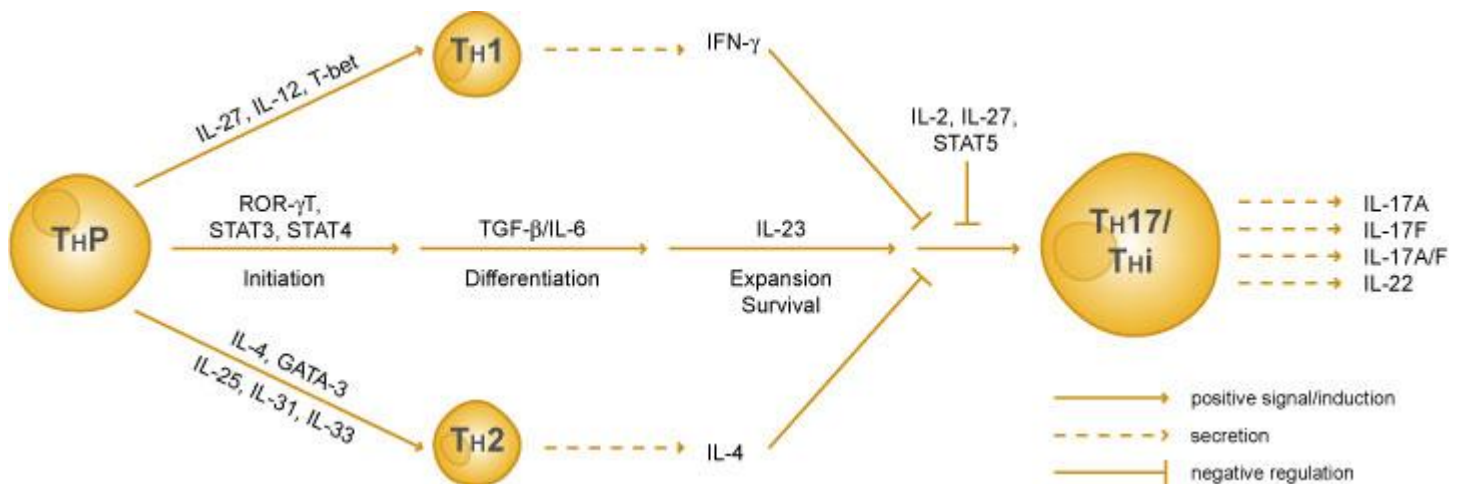 TH1
IFN-γ
IL-27, IL-12, T-bet
IL-2, IL-27,
STAT5
THP
ROR-γT,
STAT3, STAT4
Initiation
TGF-β/IL-6
Differentiation
IL-23
Expansion
Survival
TH17/
THi
IL-17A
IL-17F
IL-17A/F
IL-22
IL-4, GATA-3
IL-25, IL-31, IL-33
TH2
IL-4
positive signal/induction
secretion
negative regulation